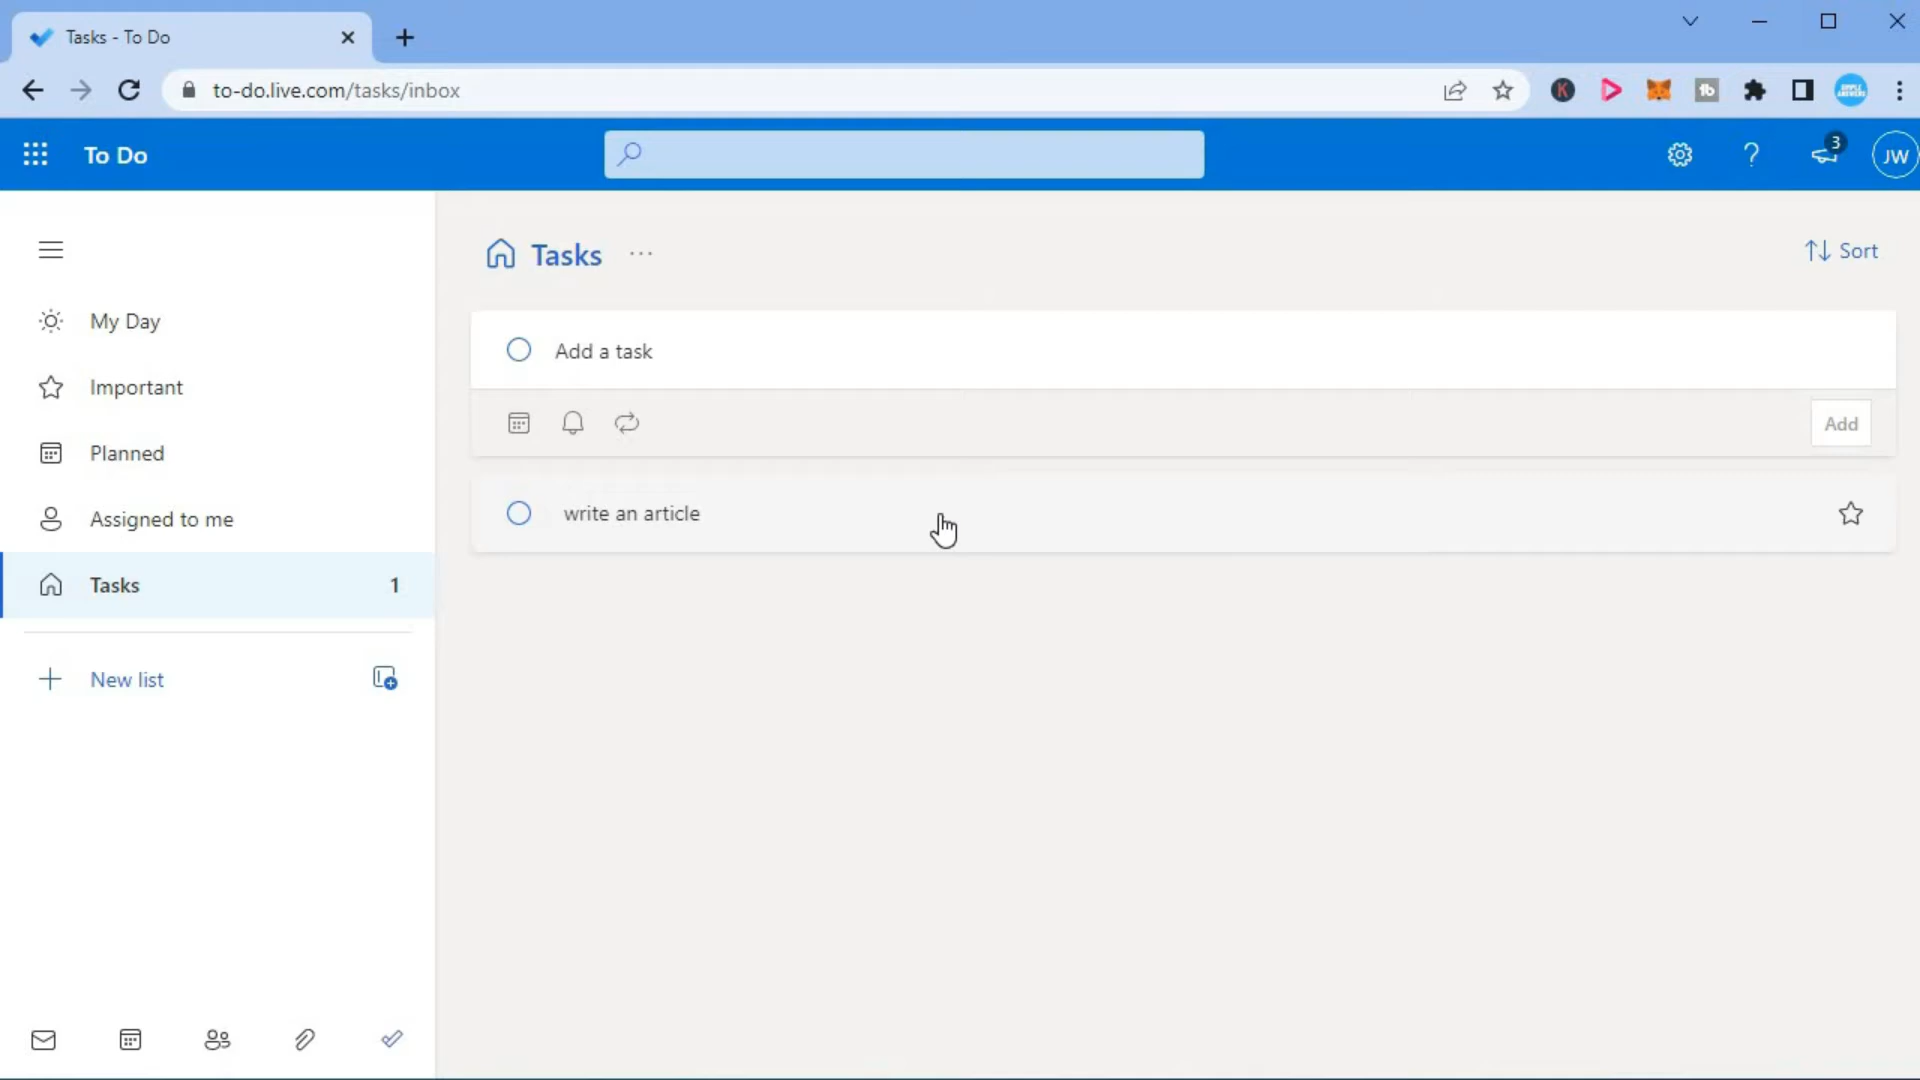 Tasks - To Do
to-do.live.com/tasks/inbox
To Do
3
JW
My Day
Important
Planned
Assigned to me
Tasks 1
New list
Tasks ...
Sort
Add a task
Add
write an article